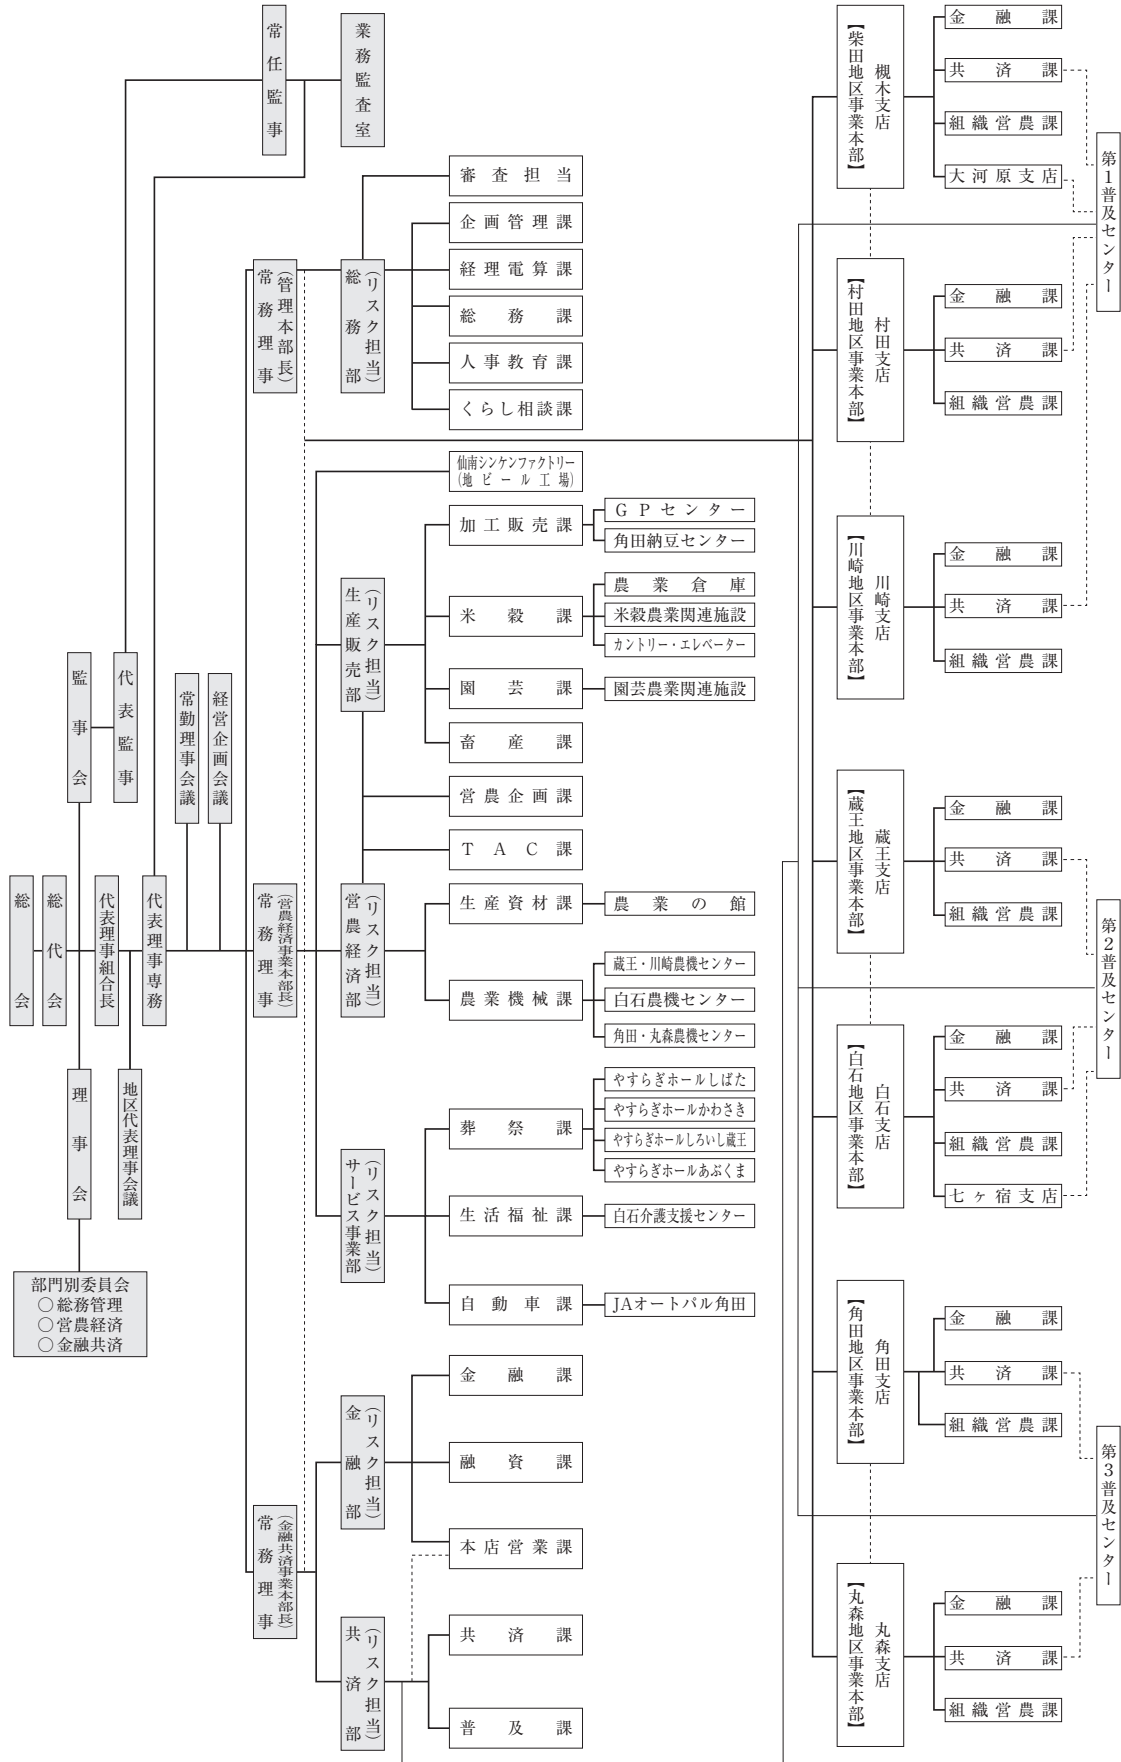 総会
総代会
監事会
代表監事
理事会
部門別委員会
○総務管理
○営農経済
○金融共済
代表理事組合長
地区代表理事会議
代表理事専務
常勤理事会議
経営企画会議
常任監事
業務監査室
常務理事
(管理本部長)
総務部
(リスク担当)
審査担当
企画管理課
経理電算課
総務課
人事教育課
くらし相談課
常務理事
(営農経済事業本部長)
仙南シンケンファクトリー
(地ビール工場)
生産販売部
(リスク担当)
加工販売課
GPセンター
角田納豆センター
米穀課
農業倉庫
米穀農業関連施設
カントリー・エレベーター
園芸課
園芸農業関連施設
畜産課
営農企画課
TAC課
営農経済部
(リスク担当)
生産資材課
農業の館
農業機械課
蔵王・川崎農機センター
白石農機センター
角田・丸森農機センター
サービス事業部
(リスク担当)
葬祭課
やすらぎホールしばた
やすらぎホールかわさき
やすらぎホールしろいし蔵王
やすらぎホールあぶくま
生活福祉課
白石介護支援センター
自動車課
JAオートパル角田
常務理事
(金融共済事業本部長)
金融部
(リスク担当)
金融課
融資課
本店営業課
共済部
(リスク担当)
共済課
普及課
槻木支店
【柴田地区事業本部】
金融課
共済課
組織営農課
大河原支店
村田支店
【村田地区事業本部】
金融課
共済課
組織営農課
川崎支店
【川崎地区事業本部】
金融課
共済課
組織営農課
第1普及センター
蔵王支店
【蔵王地区事業本部】
金融課
共済課
組織営農課
白石支店
【白石地区事業本部】
金融課
共済課
組織営農課
七ヶ宿支店
第2普及センター
角田支店
【角田地区事業本部】
金融課
共済課
組織営農課
丸森支店
【丸森地区事業本部】
金融課
共済課
組織営農課
第3普及センター